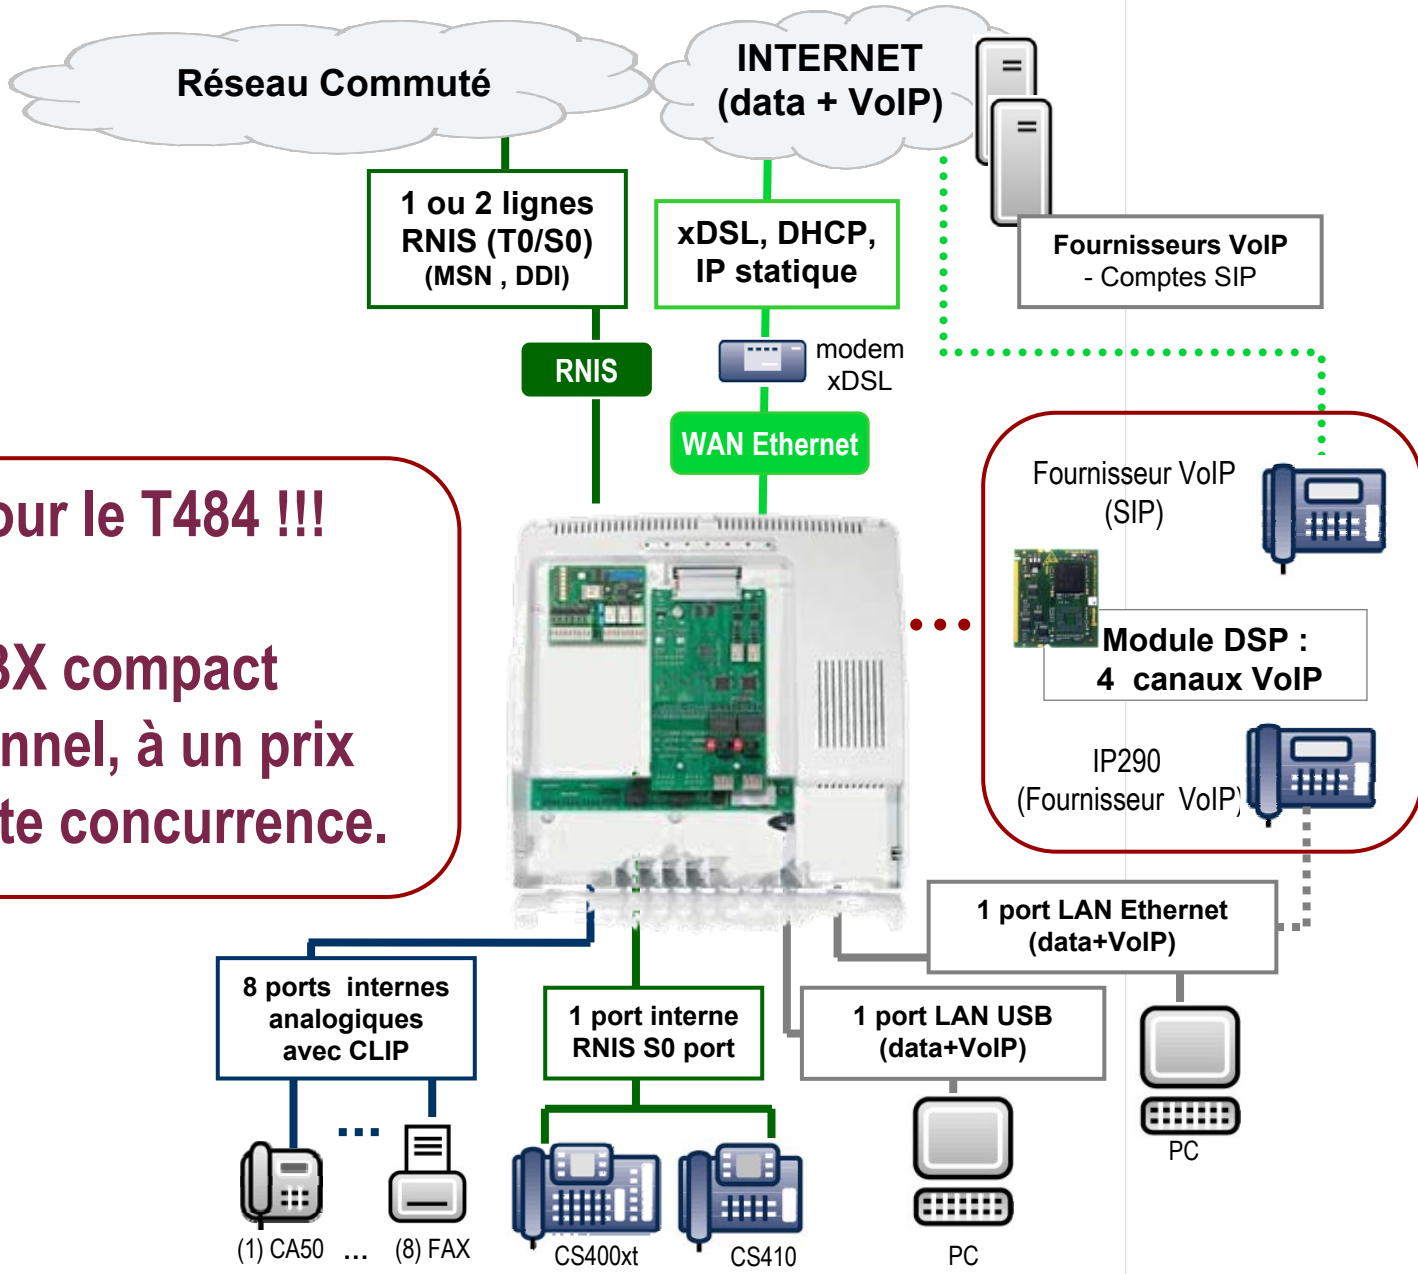 Réseau Commuté
INTERNET
(data + VoIP)
1 ou 2 lignes
RNIS (T0/S0)
(MSN , DDI)
xDSL, DHCP,
IP statique
Fournisseurs VoIP
- Comptes SIP
modem
xDSL
RNIS
WAN Ethernet
our le T484 !!!
BX compact
nnel, à un prix
te concurrence.
Fournisseur VoIP
(SIP)
Module DSP :
4 canaux VoIP
IP290
(Fournisseur VoIP)
1 port LAN Ethernet
(data+VoIP)
8 ports internes
analogiques
avec CLIP
1 port interne
RNIS S0 port
1 port LAN USB
(data+VoIP)
PC
(1) CA50 ... (8) FAX
CS400xt
CS410
PC